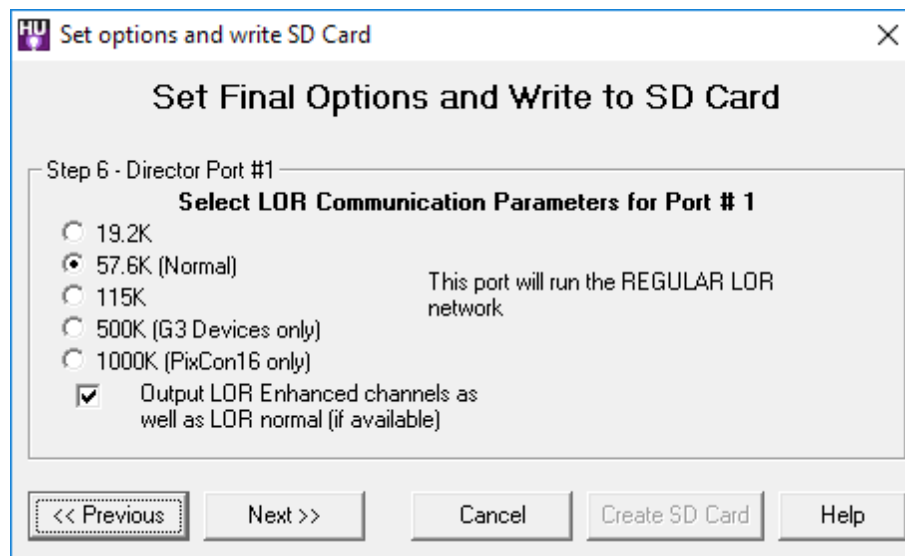 HU
Set options and write SD Card
Set Final Options and Write to SD Card
Step 6 - Director Port #1
Select LOR Communication Parameters for Port # 1
19.2K
57.6K (Normal)
115K
500K (G3 Devices only)
1000K (PixCon16 only)
This port will run the REGULAR LOR
network
Output LOR Enhanced channels as
well as LOR normal (if available)
<< Previous
Next >>
Cancel
Create SD Card
Help